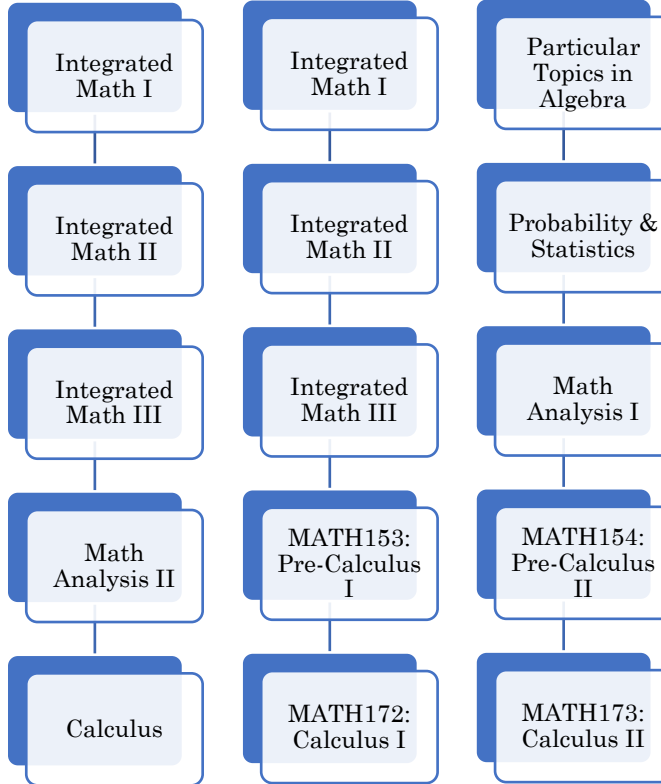 Integrated
Math I
Integrated
Math II
Integrated
Math III
Math
Analysis II
Calculus
Integrated
Math I
Integrated
Math II
Integrated
Math III
MATH153:
Pre-Calculus
I
MATH172:
Calculus I
Particular
Topics in
Algebra
Probability &
Statistics
Math
Analysis I
MATH154:
Pre-Calculus
II
MATH173:
Calculus II